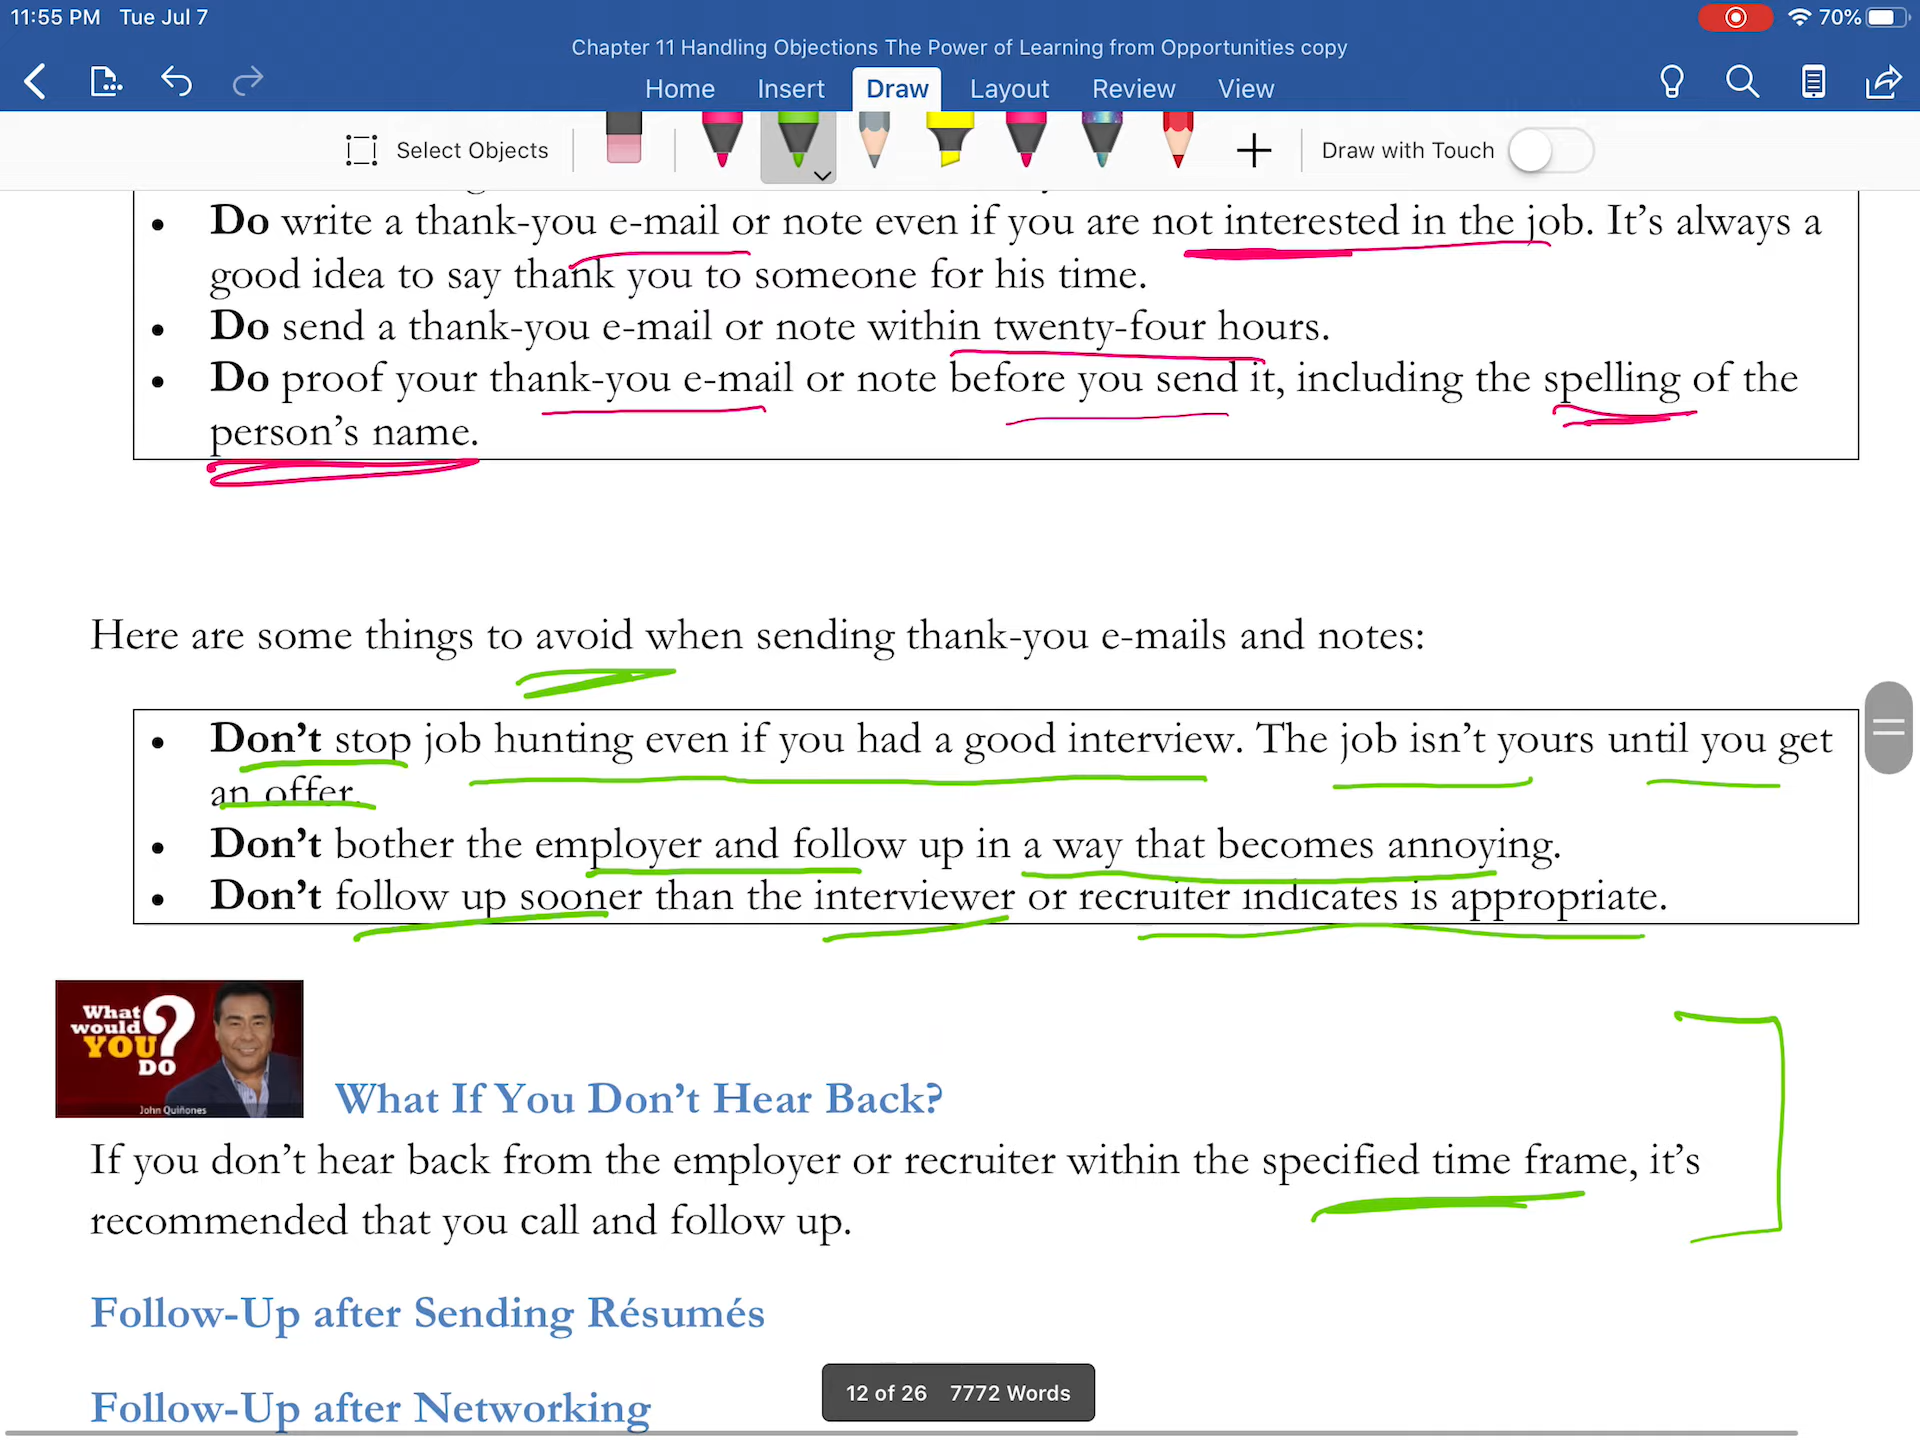 11:55 PM Tue Jul 7
70%
Chapter 11 Handling Objections The Power of Learning from Opportunities copy
Home Insert Draw Layout Review View
Select Objects
Draw with Touch
• Do write a thank-you e-mail or note even if you are not interested in the job. It’s always a
good idea to say thank you to someone for his time.
• Do send a thank-you e-mail or note within twenty-four hours.
• Do proof your thank-you e-mail or note before you send it, including the spelling of the
person’s name.
Here are some things to avoid when sending thank-you e-mails and notes:
• Don’t stop job hunting even if you had a good interview. The job isn’t yours until you get
an offer.
• Don’t bother the employer and follow up in a way that becomes annoying.
• Don’t follow up sooner than the interviewer or recruiter indicates is appropriate.
What
would
YOU
DO
?
John Quiñones
What If You Don’t Hear Back?
If you don’t hear back from the employer or recruiter within the specified time frame, it’s
recommended that you call and follow up.
Follow-Up after Sending Résumés
Follow-Up after Networking
12 of 26 7772 Words